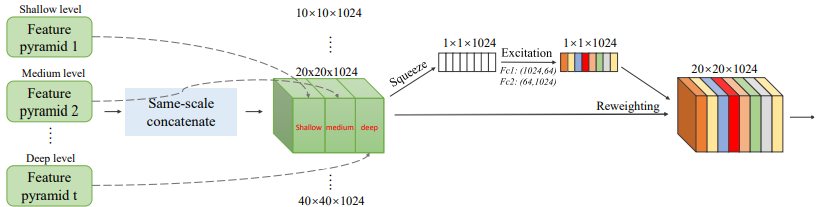 Shallow level
Feature
pyramid 1
Medium level
Feature
pyramid 2
Deep level
Feature
pyramid t
Same-scale
concatenate
10×10×1024
20x20x1024
Shallow
medium
deep
40×40×1024
Squeeze
1×1×1024
Excitation
Fc1: (1024,64)
Fc2: (64,1024)
1×1×1024
Reweighting
20×20×1024